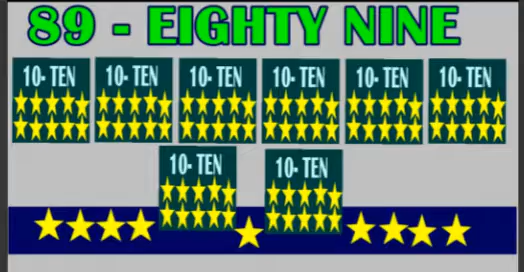 89 - EIGHTY NINE
10- TEN 10- TEN 10- TEN 10- TEN 10- TEN 10- TEN
10- TEN 10- TEN